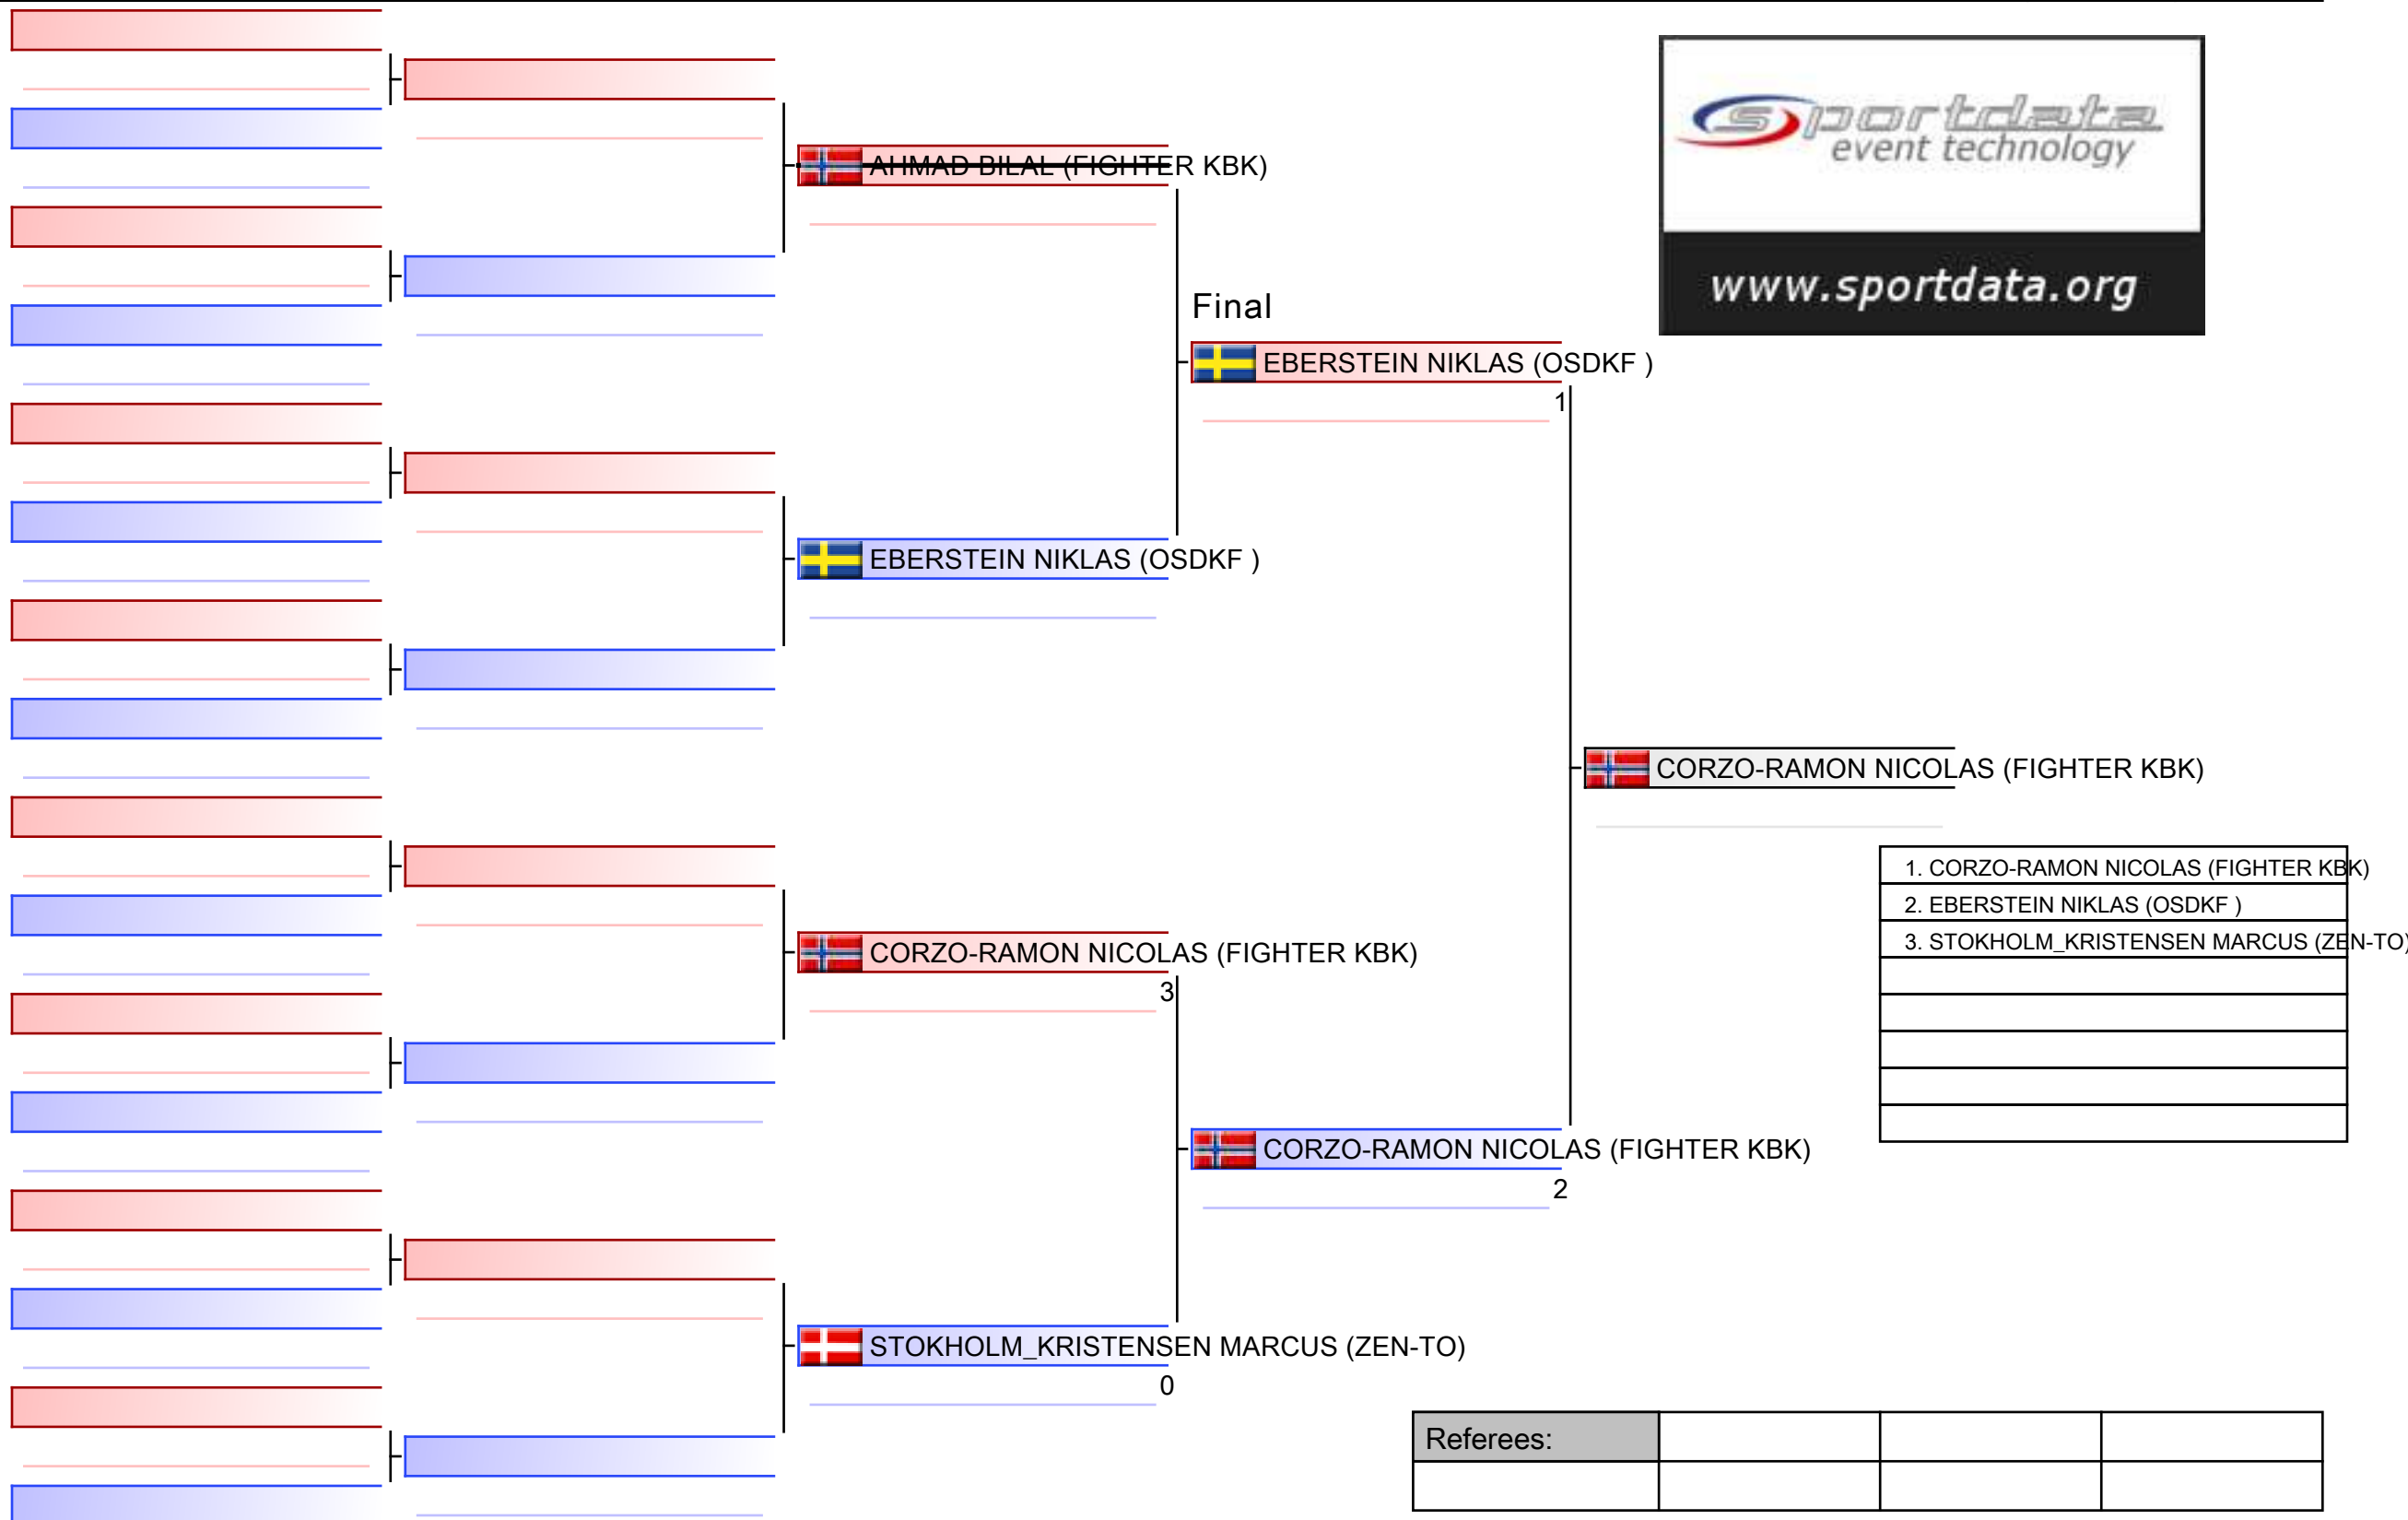 sportdata
event technology
www.sportdata.org
AHMAD BILAL (FIGHTER KBK)
Final
EBERSTEIN NIKLAS (OSDKF )
1
EBERSTEIN NIKLAS (OSDKF )
CORZO-RAMON NICOLAS (FIGHTER KBK)
1. CORZO-RAMON NICOLAS (FIGHTER KBK)
2. EBERSTEIN NIKLAS (OSDKF )
3. STOKHOLM_KRISTENSEN MARCUS (ZEN-TO)
CORZO-RAMON NICOLAS (FIGHTER KBK)
3
CORZO-RAMON NICOLAS (FIGHTER KBK)
2
STOKHOLM_KRISTENSEN MARCUS (ZEN-TO)
0
Referees: